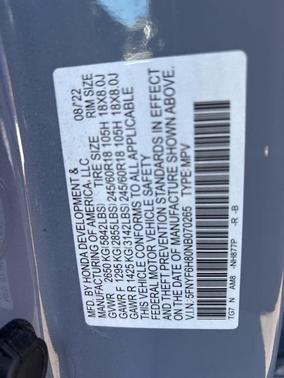 MFD. BY HONDA DEVELOPMENT & 08/22
MANUFACTURING OF AMERICA, LLC TIRE SIZE RIM SIZE
GVWR 2650 KG(5842LBS)
GAWR F 1295 KG(2855LBS) 245/60R18 105H 18X8.0J
GAWR R 1425 KG(3142LBS) 245/60R18 105H 18X8.0J
THIS VEHICLE CONFORMS TO ALL APPLICABLE
FEDERAL MOTOR VEHICLE SAFETY
AND THEFT PREVENTION STANDARDS IN EFFECT
ON THE DATE OF MANUFACTURE SHOWN ABOVE.
V.I.N: 5FNYF6H80NB070265 TYPE: MPV
TG7 N AM8 -NH877P -R -B